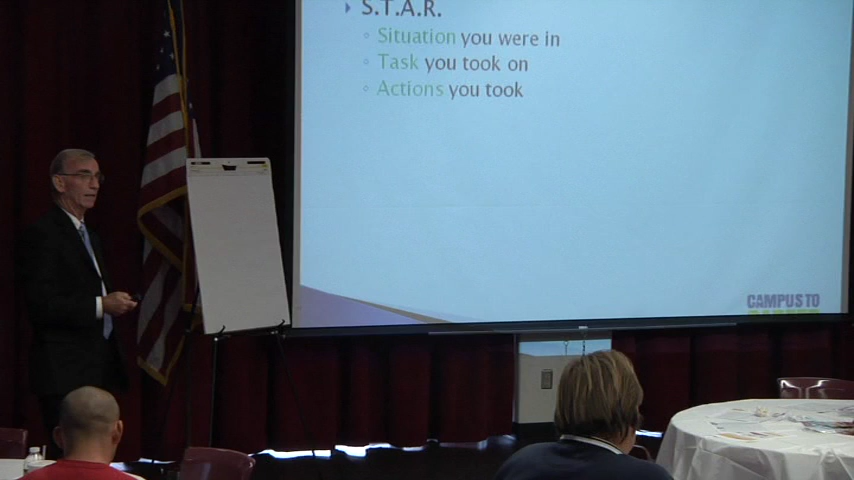 S.T.A.R.
Situation you were in
Task you took on
Actions you took
CAMPUS TO